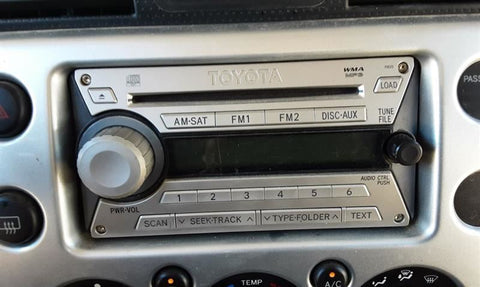 TOYOTA
WMA
MP3
LOAD
PASS
AM·SAT FM1 FM2 DISC·AUX
TUNE
FILE
AUDIO CTRL
PUSH
1 2 3 4 5 6
PWR·VOL
SCAN ∨ SEEK·TRACK ∧ ∨ TYPE·FOLDER ∧ TEXT
TEMP
A/C